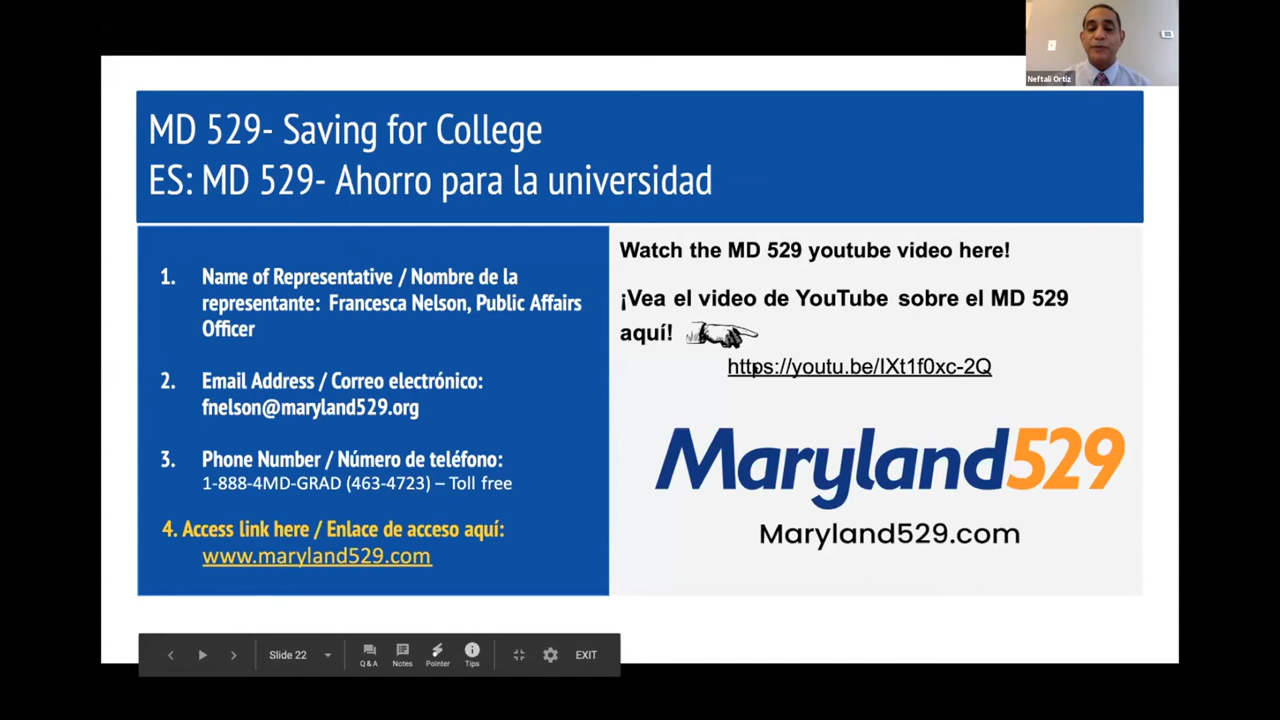 Neftali Ortiz
MD 529- Saving for College
ES: MD 529- Ahorro para la universidad
1. Name of Representative / Nombre de la
representante: Francesca Nelson, Public Affairs
Officer
2. Email Address / Correo electrónico:
fnelson@maryland529.org
3. Phone Number / Número de teléfono:
1-888-4MD-GRAD (463-4723) – Toll free
4. Access link here / Enlace de acceso aquí:
www.maryland529.com
Watch the MD 529 youtube video here!
¡Vea el video de YouTube sobre el MD 529
aquí!
https://youtu.be/IXt1f0xc-2Q
Maryland529
Maryland529.com
Slide 22
Q & A
Notes
Pointer
Tips
EXIT